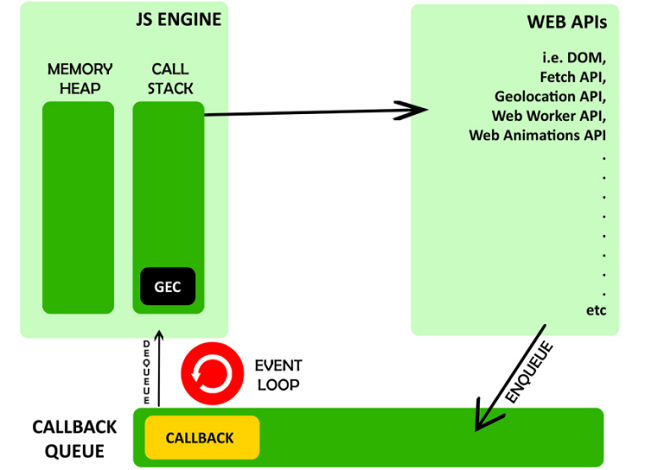 JS ENGINE
MEMORY
HEAP
CALL
STACK
GEC
WEB APIs
i.e. DOM,
Fetch API,
Geolocation API,
Web Worker API,
Web Animations API
.
.
.
.
.
.
.
.
etc
DEQUEUE
EVENT
LOOP
ENQUEUE
CALLBACK
QUEUE
CALLBACK